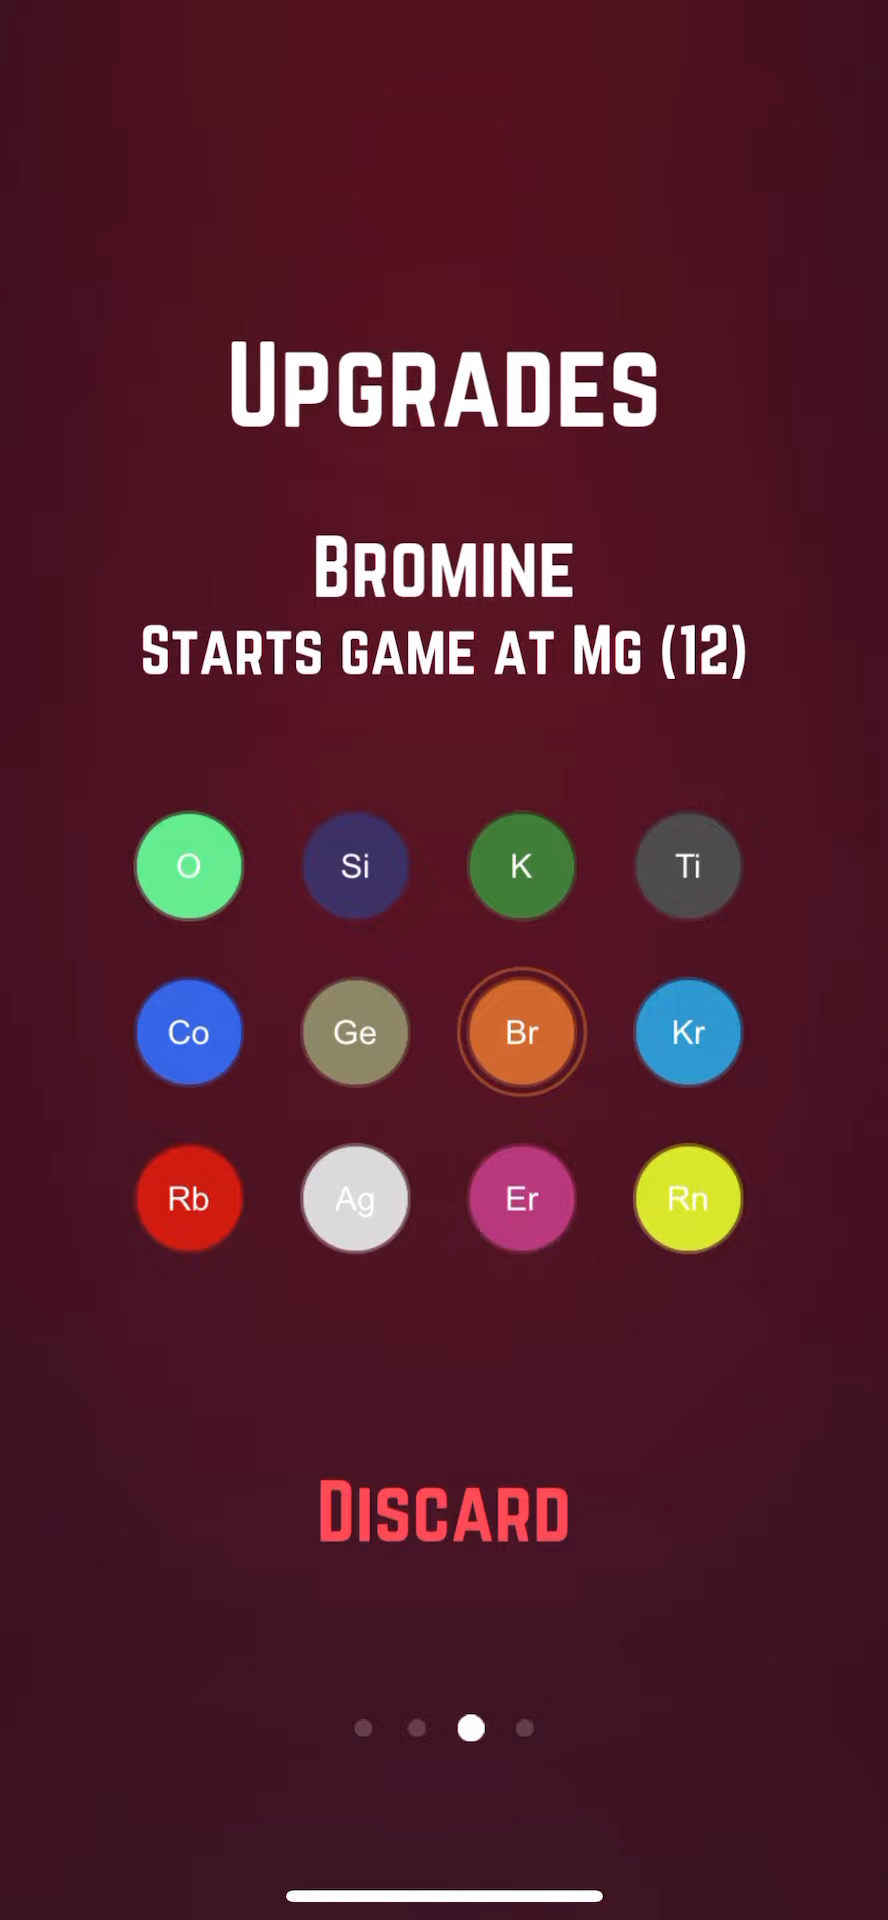 Upgrades
Bromine
Starts game at Mg (12)
O Si K Ti
Co Ge Br Kr
Rb Ag Er Rn
Discard